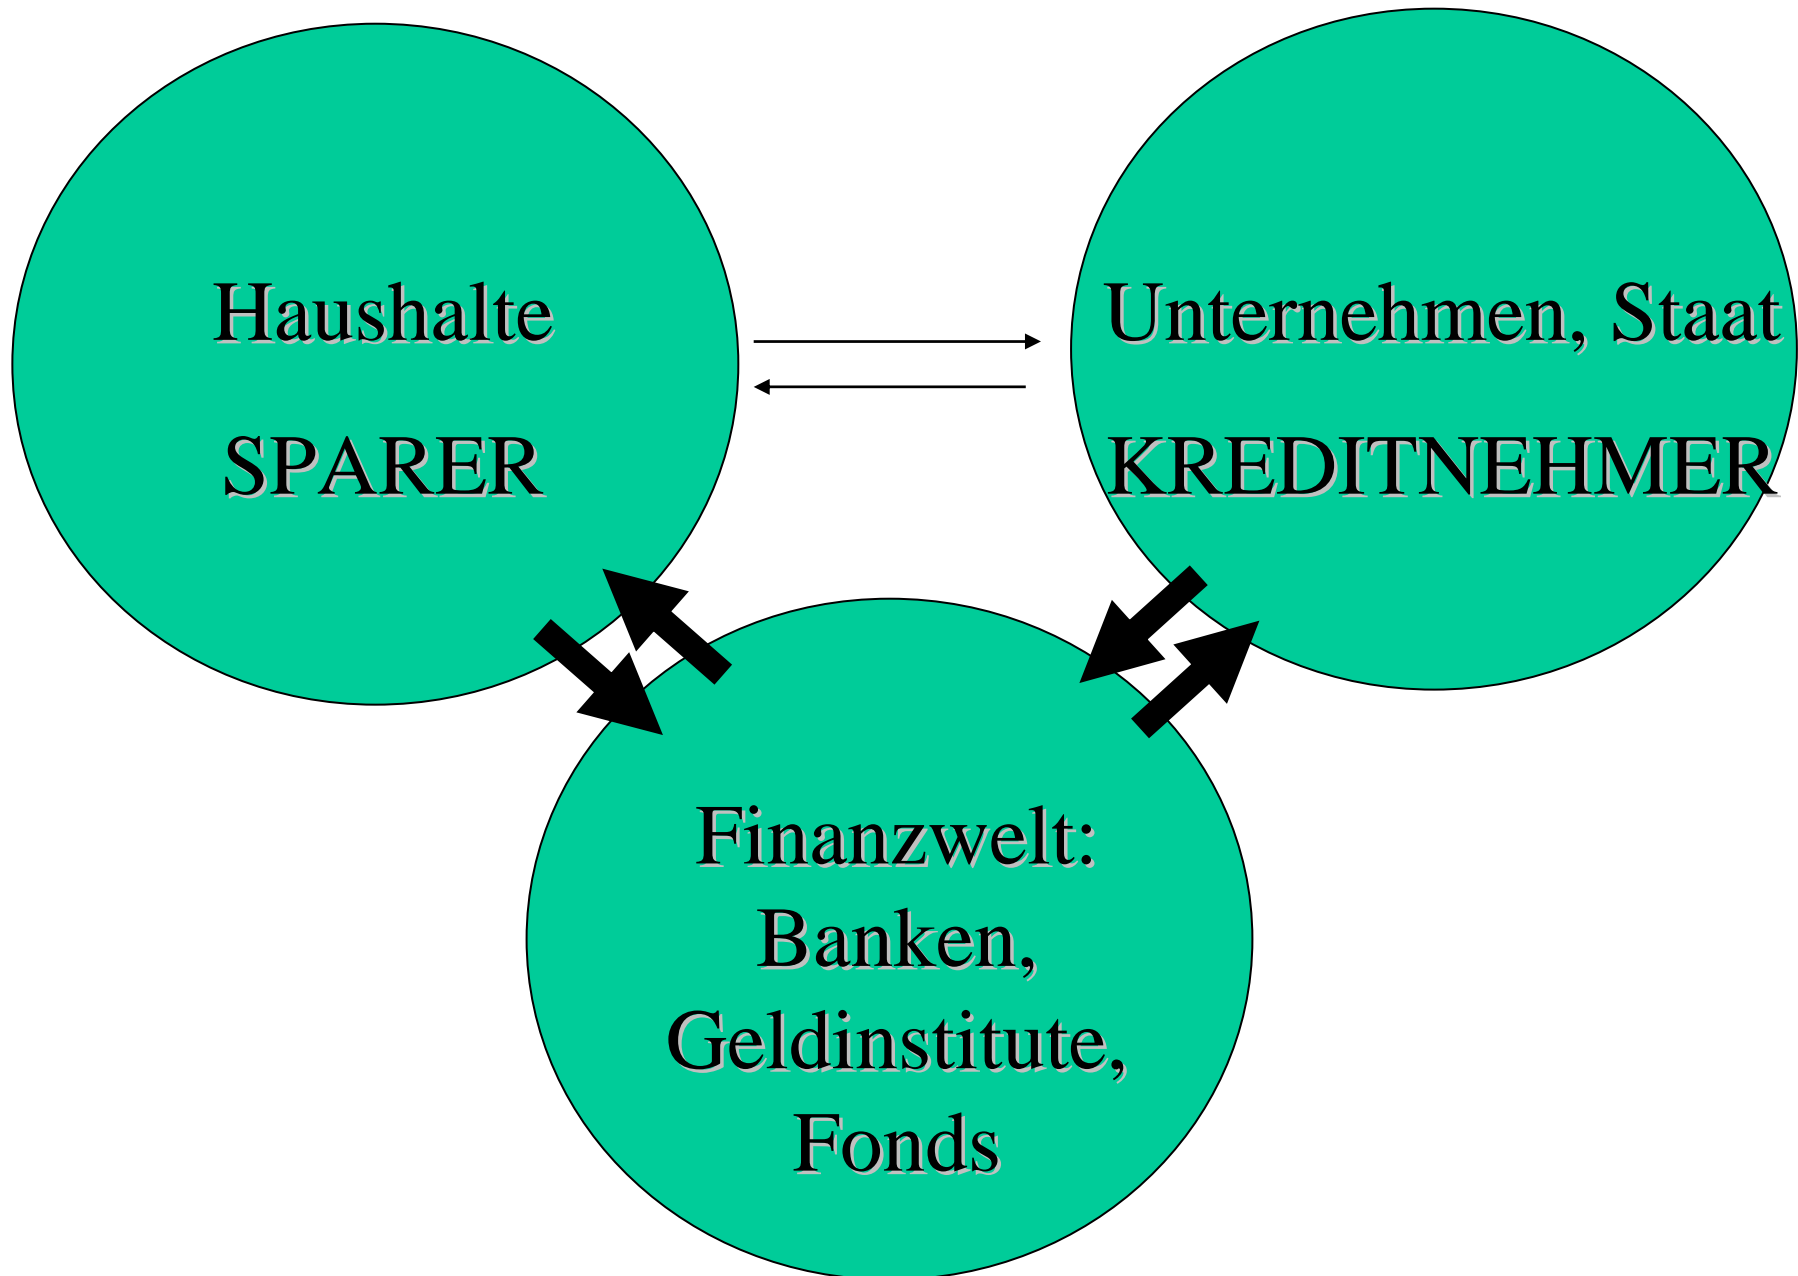 Haushalte
SPARER
Unternehmen, Staat
KREDITNEHMER
Finanzwelt:
Banken,
Geldinstitute,
Fonds